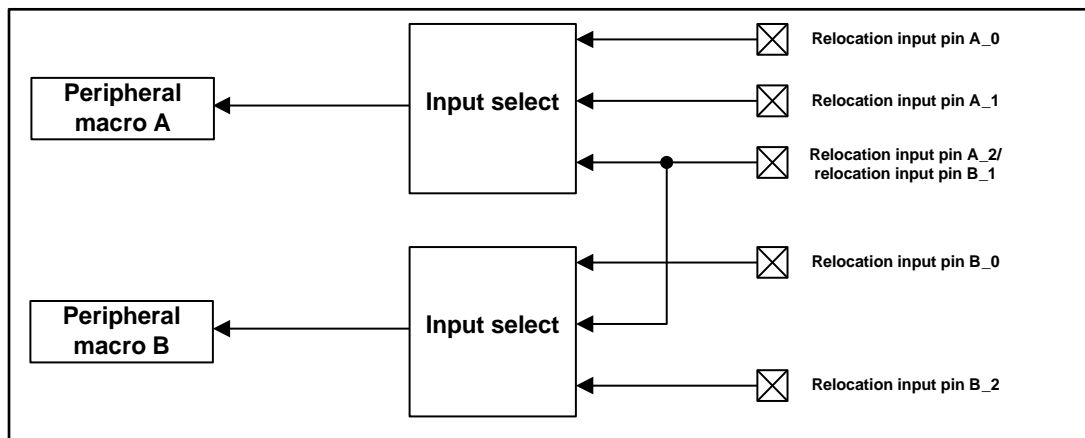 Relocation input pin A_0
Peripheral
macro A
Input select
Relocation input pin A_1
Relocation input pin A_2/
relocation input pin B_1
Relocation input pin B_0
Peripheral
macro B
Input select
Relocation input pin B_2